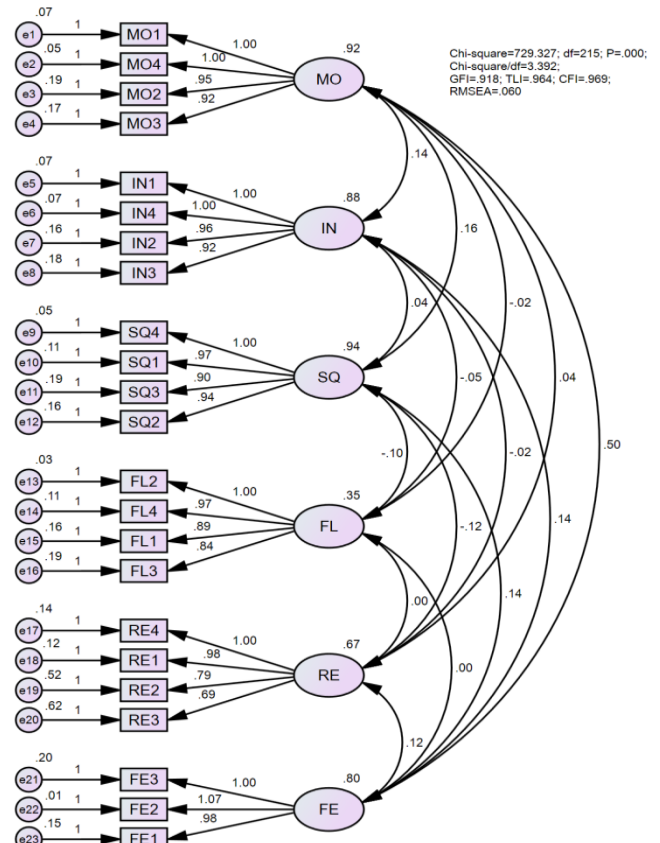 .07
e1 1 MO1 1.00
.05
e2 1 MO4 1.00
.19
e3 1 MO2 .95
.17
e4 1 MO3 .92
.92
MO
Chi-square=729.327; df=215; P=.000;
Chi-square/df=3.392;
GFI=.918; TLI=.964; CFI=.969;
RMSEA=.060
.14
.07
e5 1 IN1 1.00
.07
e6 1 IN4 1.00
.16
e7 1 IN2 .96
.18
e8 1 IN3 .92
.88
IN
.16
.04
-.02
.05
e9 1 SQ4 1.00
.11
e10 1 SQ1 .97
.19
e11 1 SQ3 .90
.16
e12 1 SQ2 .94
.94
SQ
-.05
.04
-.10
-.02
.50
.03
e13 1 FL2 1.00
.11
e14 1 FL4 .97
.16
e15 1 FL1 .89
.19
e16 1 FL3 .84
.35
FL
-.12
.14
.00
.14
.14
e17 1 RE4 1.00
.12
e18 1 RE1 .98
.52
e19 1 RE2 .79
.62
e20 1 RE3 .69
.67
RE
.00
.12
.20
e21 1 FE3 1.00
.01
e22 1 FE2 1.07
.15
e23 1 FE1 .98
.80
FE